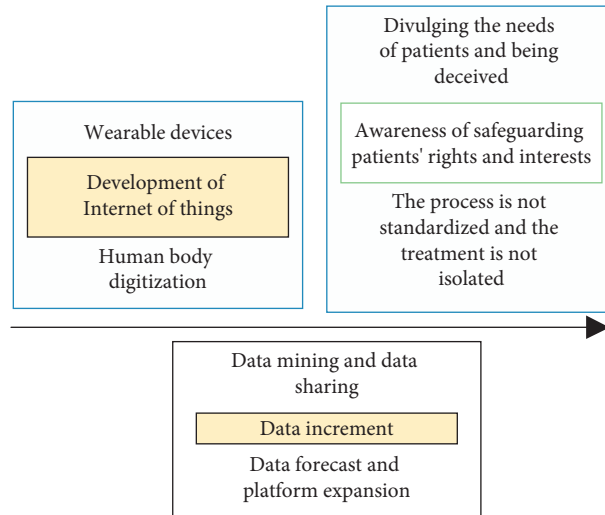 Divulging the needs
of patients and being
deceived
Awareness of safeguarding
patients' rights and interests
The process is not
standardized and the
treatment is not
isolated
Wearable devices
Development of
Internet of things
Human body
digitization
Data mining and data
sharing
Data increment
Data forecast and
platform expansion